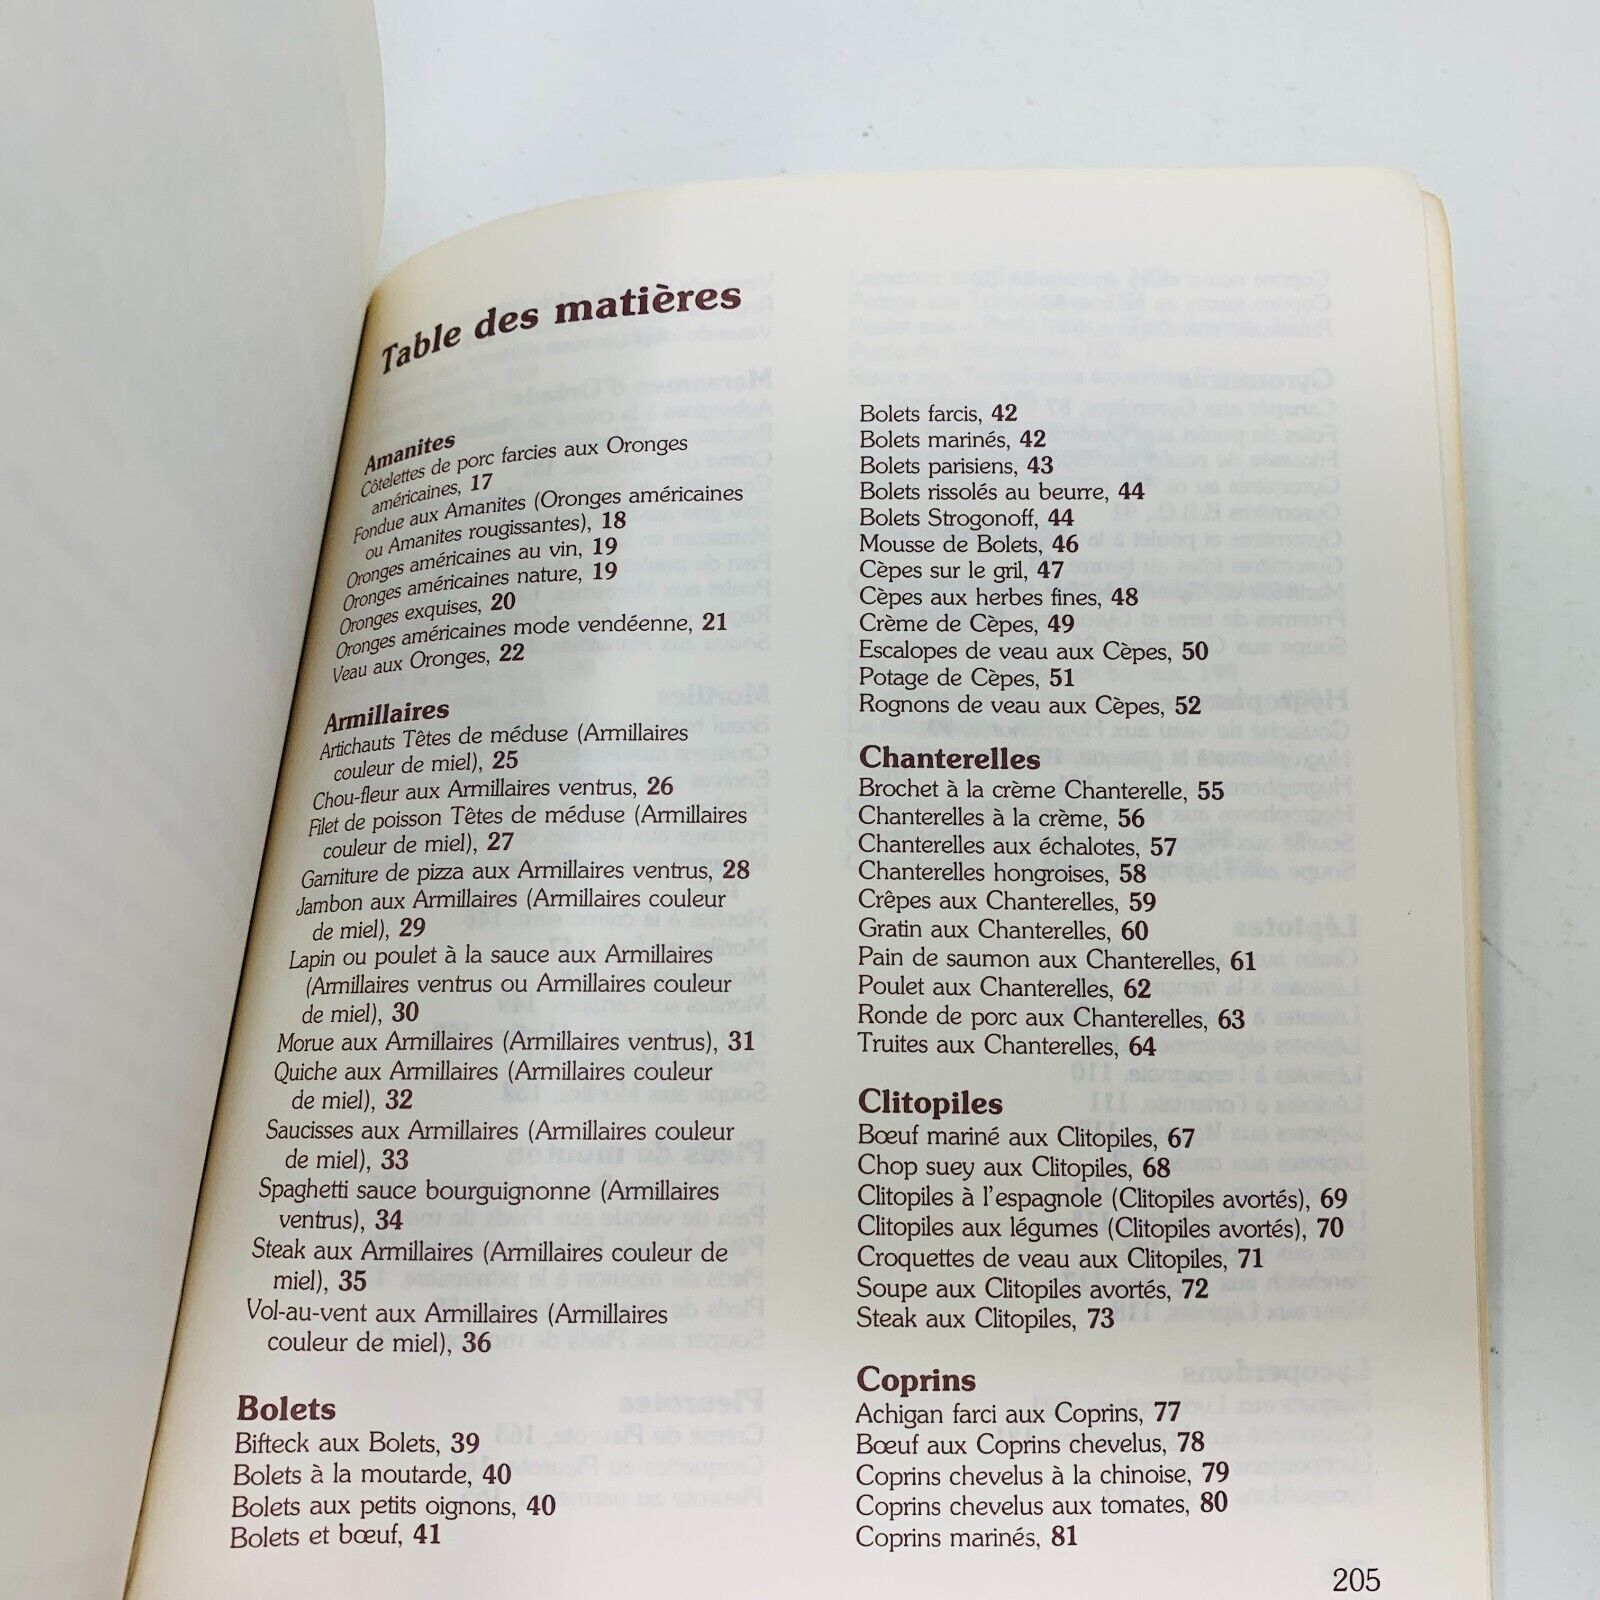 Table des matières
Amanites
Côtelettes de porc farcies aux Oronges
américaines, 17
Fondue aux Amanites (Oronges américaines
ou Amanites rougissantes), 18
Oronges américaines au vin, 19
Oronges américaines nature, 19
Oronges exquises, 20
Oronges américaines mode vendéenne, 21
Veau aux Oronges, 22
Armillaires
Artichauts Têtes de méduse (Armillaires
couleur de miel), 25
Chou-fleur aux Armillaires ventrus, 26
Filet de poisson Têtes de méduse (Armillaires
couleur de miel), 27
Garniture de pizza aux Armillaires ventrus, 28
Jambon aux Armillaires (Armillaires couleur
de miel), 29
Lapin ou poulet à la sauce aux Armillaires
(Armillaires ventrus ou Armillaires couleur
de miel), 30
Morue aux Armillaires (Armillaires ventrus), 31
Quiche aux Armillaires (Armillaires couleur
de miel), 32
Saucisses aux Armillaires (Armillaires couleur
de miel), 33
Spaghetti sauce bourguignonne (Armillaires
ventrus), 34
Steak aux Armillaires (Armillaires couleur de
miel), 35
Vol-au-vent aux Armillaires (Armillaires
couleur de miel), 36
Bolets
Bifteck aux Bolets, 39
Bolets à la moutarde, 40
Bolets aux petits oignons, 40
Bolets et bœuf, 41
Bolets farcis, 42
Bolets marinés, 42
Bolets parisiens, 43
Bolets rissolés au beurre, 44
Bolets Strogonoff, 44
Mousse de Bolets, 46
Cèpes sur le gril, 47
Cèpes aux herbes fines, 48
Crème de Cèpes, 49
Escalopes de veau aux Cèpes, 50
Potage de Cèpes, 51
Rognons de veau aux Cèpes, 52
Chanterelles
Brochet à la crème Chanterelle, 55
Chanterelles à la crème, 56
Chanterelles aux échalotes, 57
Chanterelles hongroises, 58
Crêpes aux Chanterelles, 59
Gratin aux Chanterelles, 60
Pain de saumon aux Chanterelles, 61
Poulet aux Chanterelles, 62
Ronde de porc aux Chanterelles, 63
Truites aux Chanterelles, 64
Clitopiles
Bœuf mariné aux Clitopiles, 67
Chop suey aux Clitopiles, 68
Clitopiles à l'espagnole (Clitopiles avortés), 69
Clitopiles aux légumes (Clitopiles avortés), 70
Croquettes de veau aux Clitopiles, 71
Soupe aux Clitopiles avortés, 72
Steak aux Clitopiles, 73
Coprins
Achigan farci aux Coprins, 77
Bœuf aux Coprins chevelus, 78
Coprins chevelus à la chinoise, 79
Coprins chevelus aux tomates, 80
Coprins marinés, 81
205